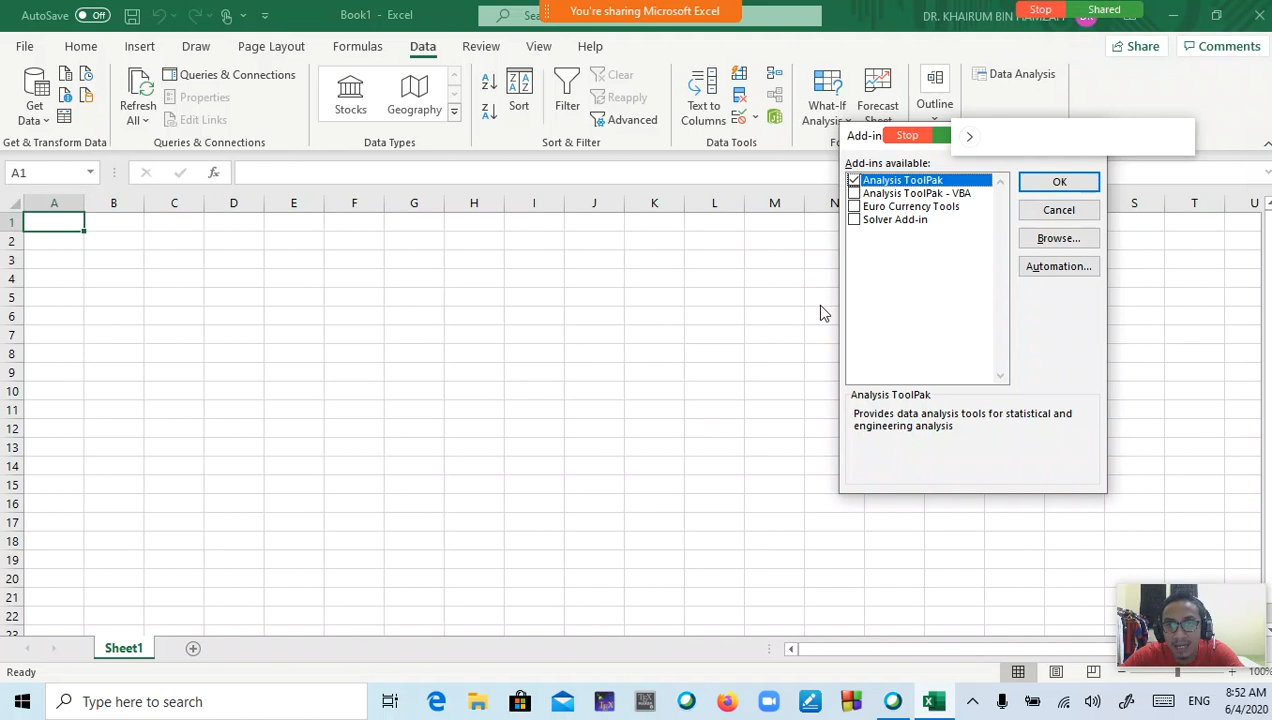 AutoSave Off
Book1 - Excel
You're sharing Microsoft Excel
DR. KHAIRUM BIN HAMZAH
Stop Shared
File Home Insert Draw Page Layout Formulas Data Review View Help
Share Comments
Get Data
Refresh All
Queries & Connections
Properties
Edit Links
Stocks
Geography
Sort
Filter
Clear
Reapply
Advanced
Text to Columns
What-If Analysis
Forecast Sheet
Outline
Data Analysis
Get & Transform Data
Queries & Connections
Data Types
Sort & Filter
Data Tools
Stop
Add-ins available:
Analysis ToolPak
Analysis ToolPak - VBA
Euro Currency Tools
Solver Add-in
OK
Cancel
Browse...
Automation...
Analysis ToolPak
Provides data analysis tools for statistical and
engineering analysis
A1
fx
A B C D E F G H I J K L M N S T U
1
2
3
4
5
6
7
8
9
10
11
12
13
14
15
16
17
18
19
20
21
22
23
Sheet1
Ready
100%
Type here to search
ENG
8:52 AM
6/4/2020